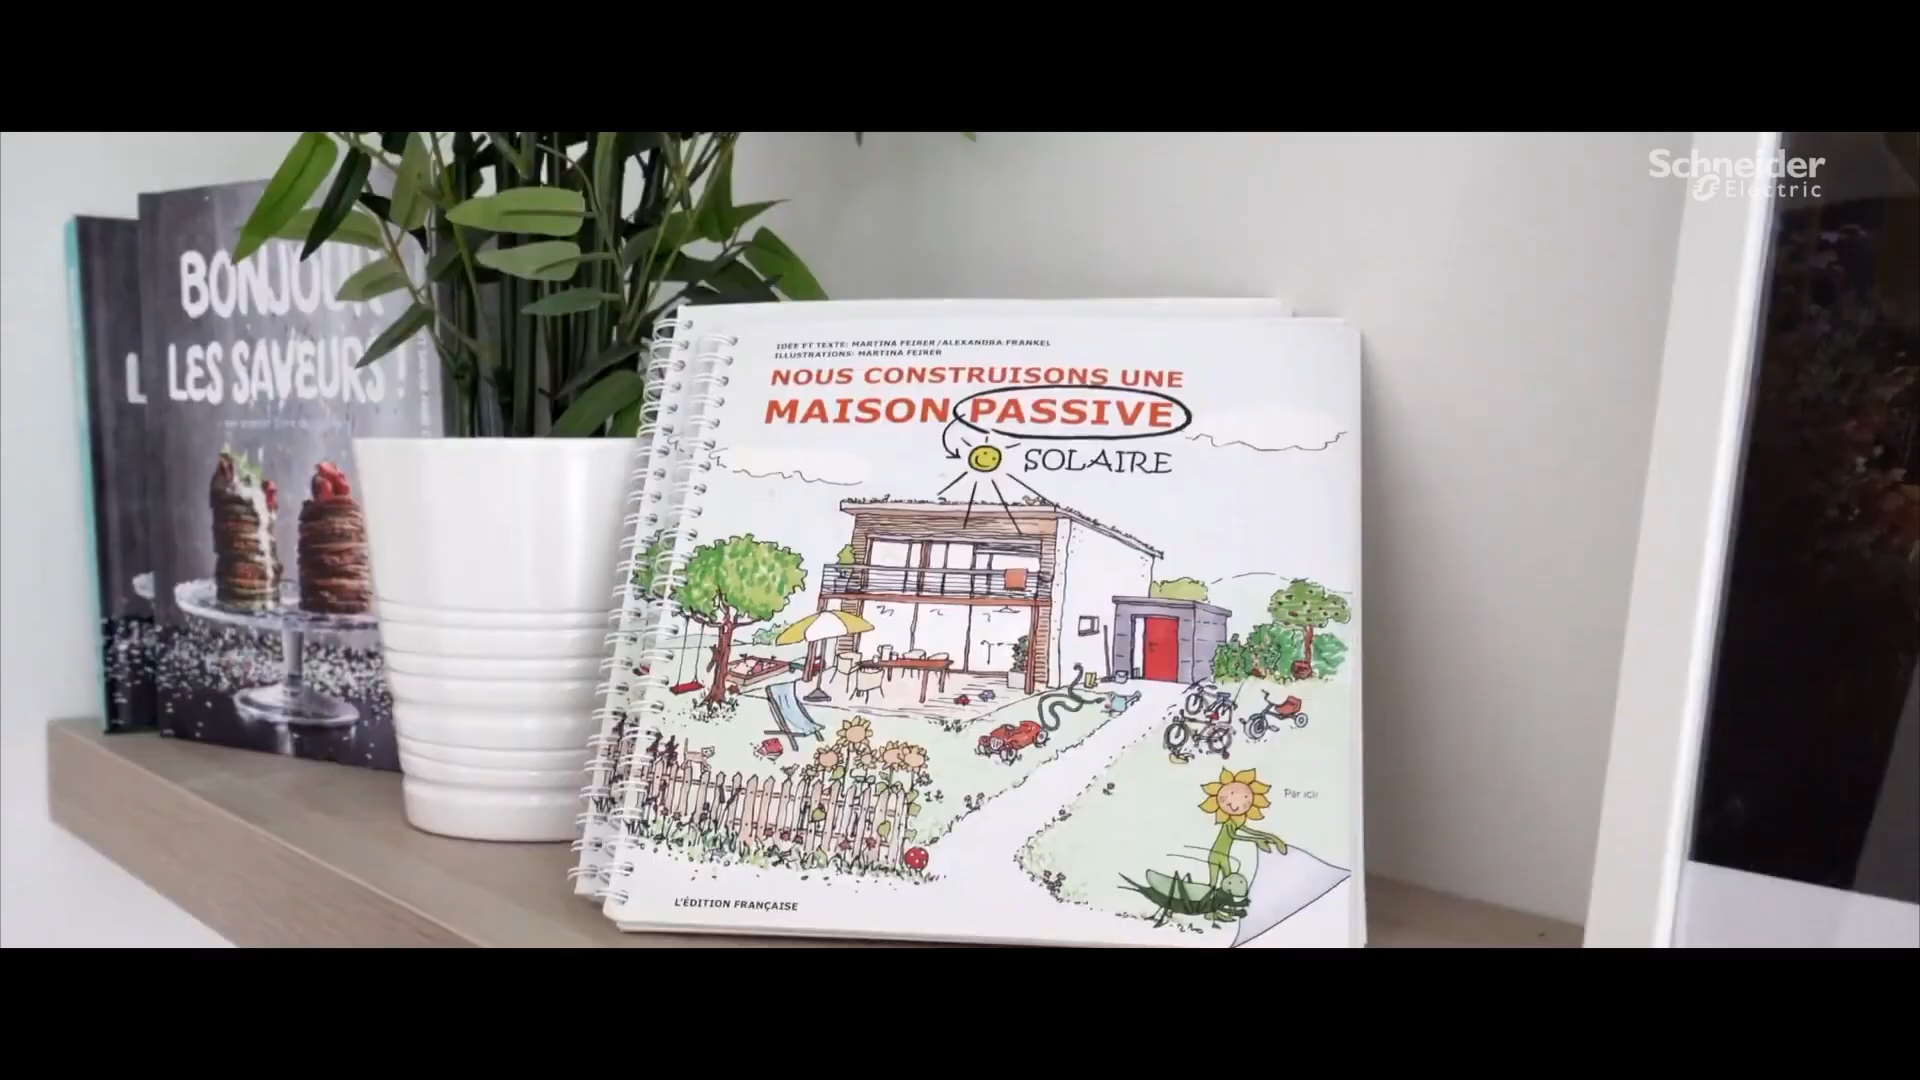 Schneider
Electric
BONJOUR
LES SAVEURS !
L
IDÉE ET TEXTE: MARTINA FEIRER/ALEXANDRA FRANKEL
ILLUSTRATIONS: MARTINA FEIRER
NOUS CONSTRUISONS UNE
MAISON PASSIVE
SOLAIRE
Par ici!
L'ÉDITION FRANÇAISE